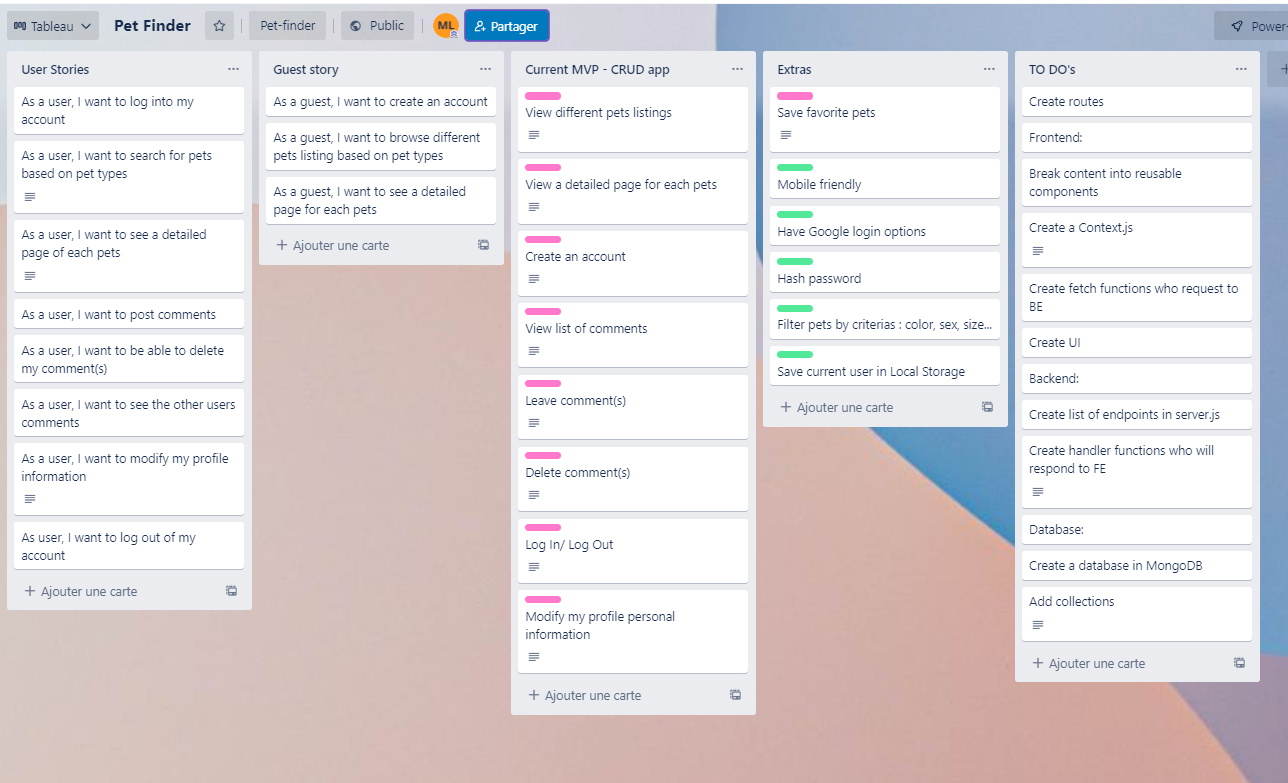 Tableau
Pet Finder
Pet-finder
Public
ML
Partager
Power-
User Stories
As a user, I want to log into my
account
As a user, I want to search for pets
based on pet types
As a user, I want to see a detailed
page of each pets
As a user, I want to post comments
As a user, I want to be able to delete
my comment(s)
As a user, I want to see the other users
comments
As a user, I want to modify my profile
information
As user, I want to log out of my
account
Ajouter une carte
Guest story
As a guest, I want to create an account
As a guest, I want to browse different
pets listing based on pet types
As a guest, I want to see a detailed
page for each pets
Ajouter une carte
Current MVP - CRUD app
View different pets listings
View a detailed page for each pets
Create an account
View list of comments
Leave comment(s)
Delete comment(s)
Log In/ Log Out
Modify my profile personal
information
Ajouter une carte
Extras
Save favorite pets
Mobile friendly
Have Google login options
Hash password
Filter pets by criterias : color, sex, size...
Save current user in Local Storage
Ajouter une carte
TO DO's
Create routes
Frontend:
Break content into reusable
components
Create a Context.js
Create fetch functions who request to
BE
Create UI
Backend:
Create list of endpoints in server.js
Create handler functions who will
respond to FE
Database:
Create a database in MongoDB
Add collections
Ajouter une carte